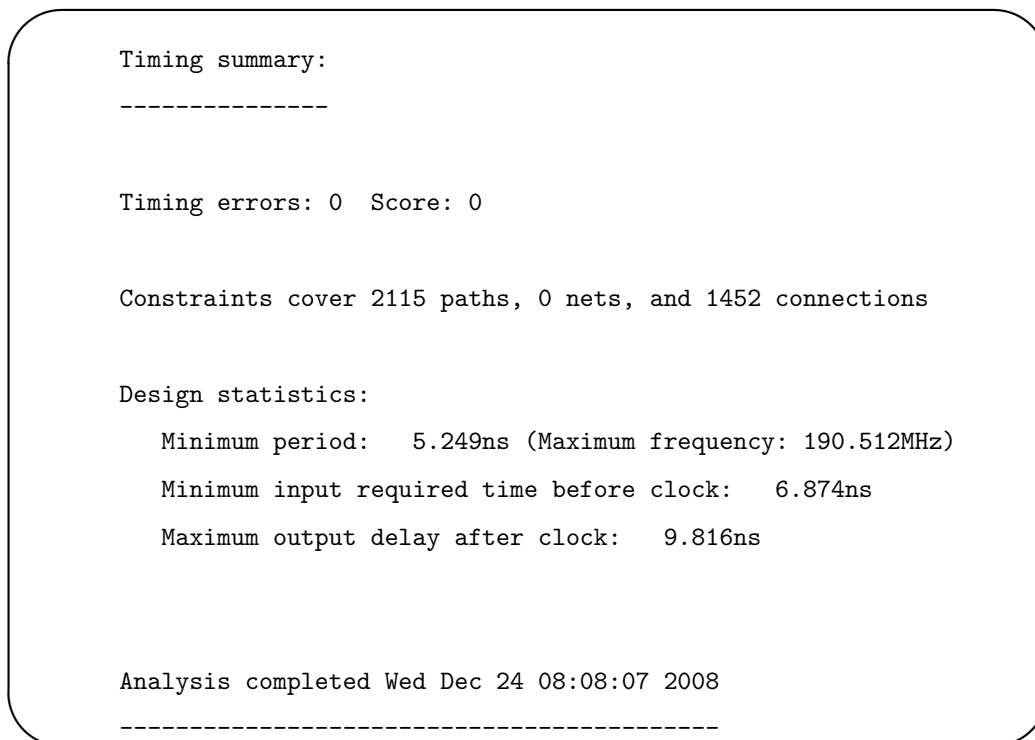 Timing summary:
---------------
Timing errors: 0  Score: 0
Constraints cover 2115 paths, 0 nets, and 1452 connections
Design statistics:
   Minimum period:   5.249ns (Maximum frequency: 190.512MHz)
   Minimum input required time before clock:   6.874ns
   Maximum output delay after clock:   9.816ns
Analysis completed Wed Dec 24 08:08:07 2008
-------------------------------------------